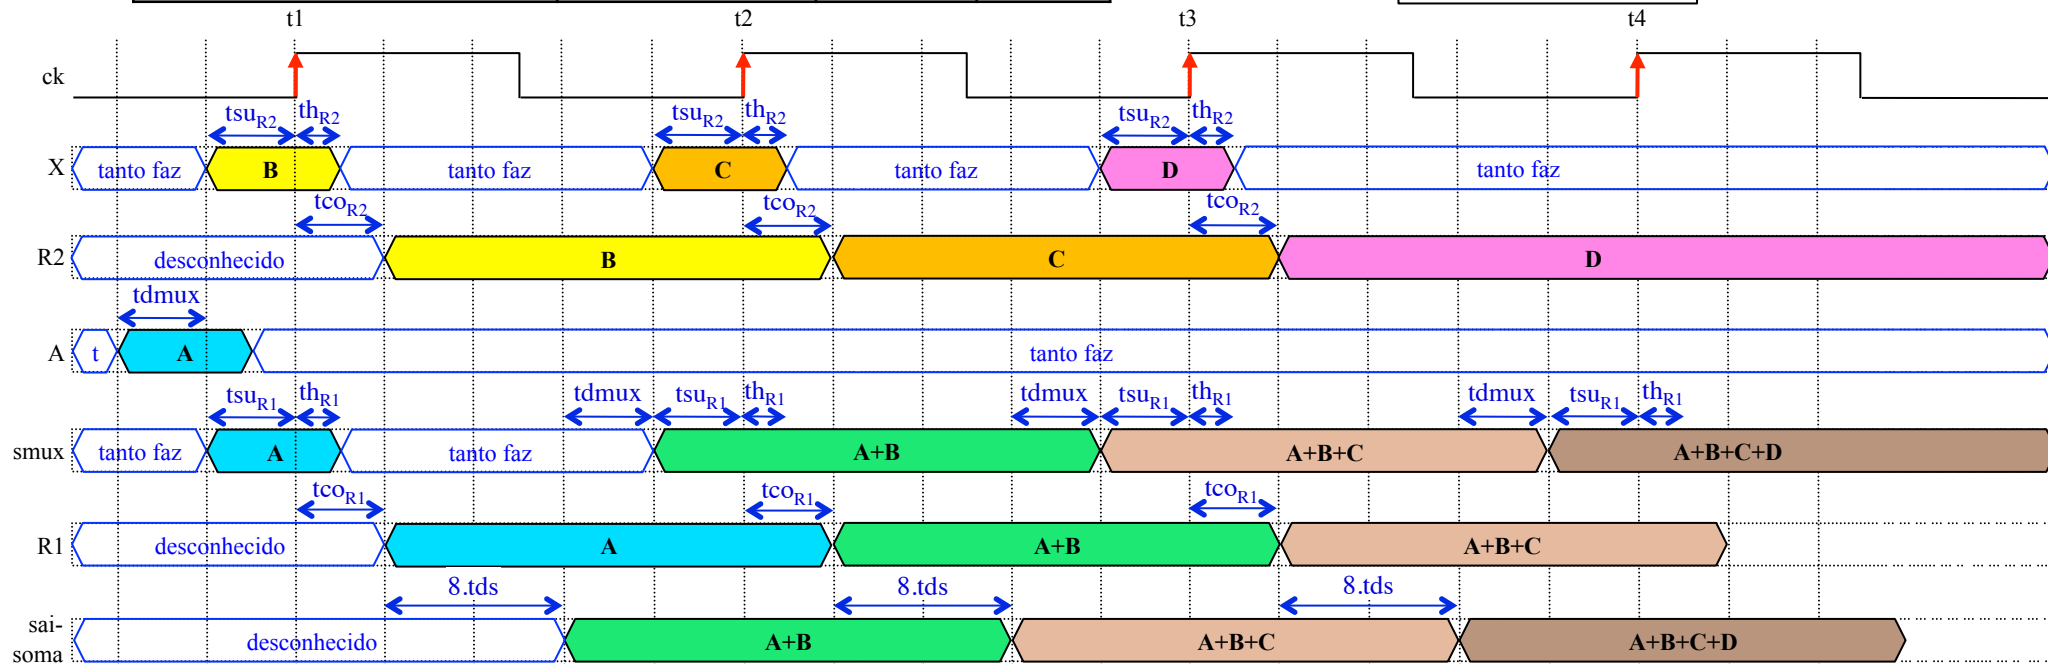 t1 t2 t3 t4
ck
tsuR2 thR2 tsuR2 thR2 tsuR2 thR2
X tanto faz B tanto faz C tanto faz D tanto faz
tcoR2 tcoR2 tcoR2
R2 desconhecido B C D
tdmux
A t A tanto faz
tsuR1 thR1 tdmux tsuR1 thR1 tdmux tsuR1 thR1 tdmux tsuR1 thR1
smux tanto faz A tanto faz A+B A+B+C A+B+C+D
tcoR1 tcoR1 tcoR1
R1 desconhecido A A+B A+B+C
8.tds 8.tds 8.tds
sai-
soma desconhecido A+B A+B+C A+B+C+D